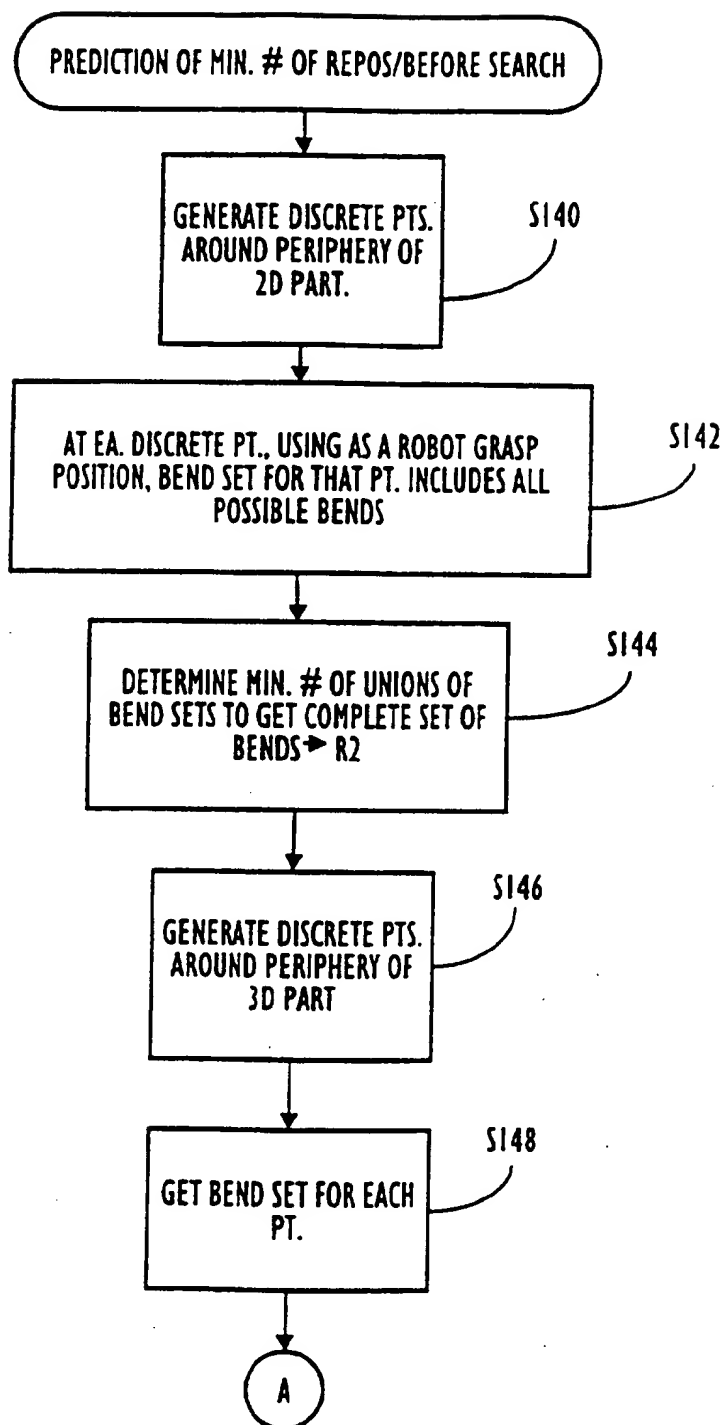 PREDICTION OF MIN. # OF REPOS/BEFORE SEARCH
GENERATE DISCRETE PTS.
AROUND PERIPHERY OF
2D PART.
S140
AT EA. DISCRETE PT., USING AS A ROBOT GRASP
POSITION, BEND SET FOR THAT PT. INCLUDES ALL
POSSIBLE BENDS
S142
DETERMINE MIN. # OF UNIONS OF
BEND SETS TO GET COMPLETE SET OF
BENDS→ R2
S144
GENERATE DISCRETE PTS.
AROUND PERIPHERY OF
3D PART
S146
GET BEND SET FOR EACH
PT.
S148
A